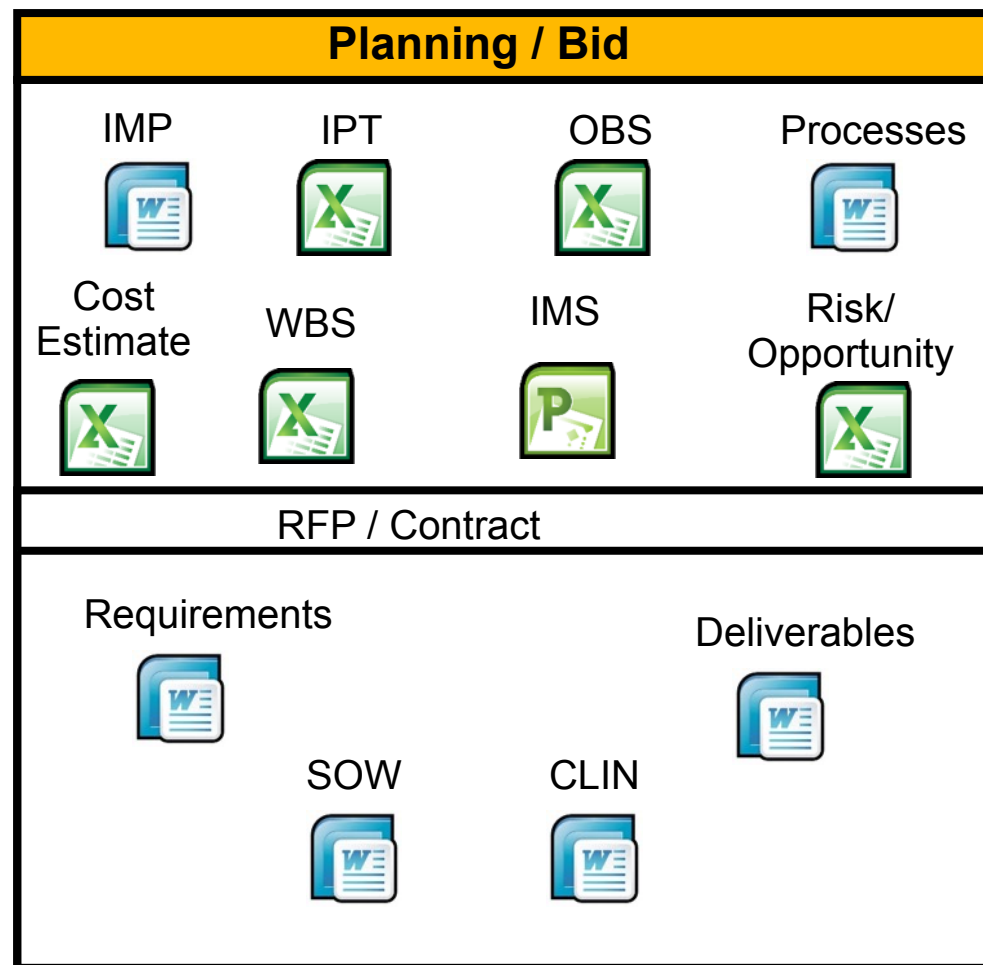 Planning / Bid
IMP
IPT
OBS
Processes
W
X
X
W
Cost
Estimate
WBS
IMS
Risk/
Opportunity
X
X
P
X
RFP / Contract
Requirements
Deliverables
W
W
SOW
CLIN
W
W